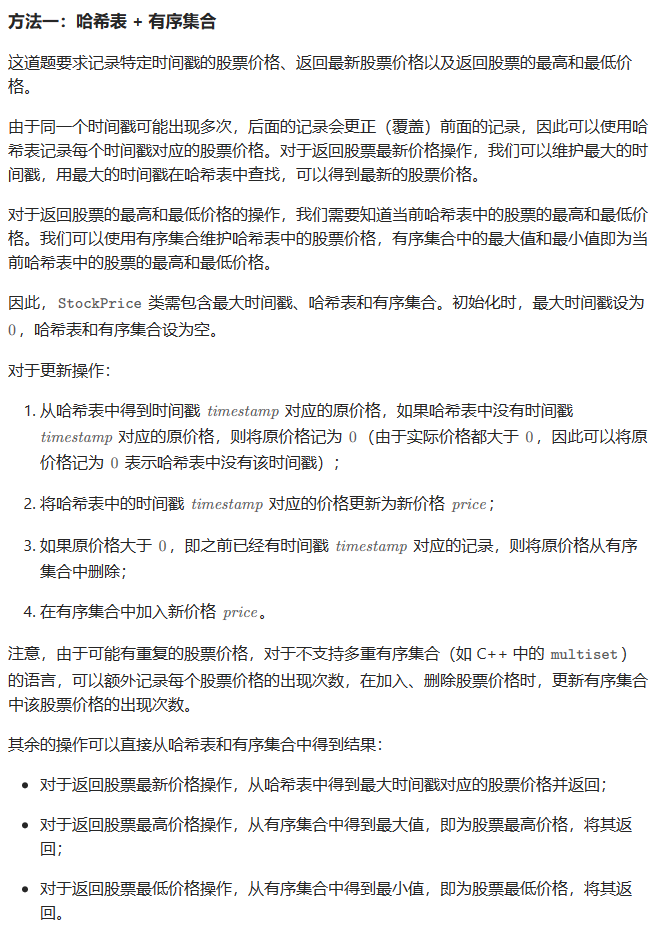 方法一：哈希表 + 有序集合
这道题要求记录特定时间戳的股票价格、返回最新股票价格以及返回股票的最高和最低价
格。
由于同一个时间戳可能出现多次，后面的记录会更正（覆盖）前面的记录，因此可以使用哈
希表记录每个时间戳对应的股票价格。对于返回股票最新价格操作，我们可以维护最大的时
间戳，用最大的时间戳在哈希表中查找，可以得到最新的股票价格。
对于返回股票的最高和最低价格的操作，我们需要知道当前哈希表中的股票的最高和最低价
格。我们可以使用有序集合维护哈希表中的股票价格，有序集合中的最大值和最小值即为当
前哈希表中的股票的最高和最低价格。
因此，StockPrice 类需包含最大时间戳、哈希表和有序集合。初始化时，最大时间戳设为
0，哈希表和有序集合设为空。
对于更新操作：
1. 从哈希表中得到时间戳 timestamp 对应的原价格，如果哈希表中没有时间戳
timestamp 对应的原价格，则将原价格记为 0（由于实际价格都大于 0，因此可以将原
价格记为 0 表示哈希表中没有该时间戳）；
2. 将哈希表中的时间戳 timestamp 对应的价格更新为新价格 price；
3. 如果原价格大于 0，即之前已经有时间戳 timestamp 对应的记录，则将原价格从有序
集合中删除；
4. 在有序集合中加入新价格 price。
注意，由于可能有重复的股票价格，对于不支持多重有序集合（如 C++ 中的 multiset）
的语言，可以额外记录每个股票价格的出现次数，在加入、删除股票价格时，更新有序集合
中该股票价格的出现次数。
其余的操作可以直接从哈希表和有序集合中得到结果：
• 对于返回股票最新价格操作，从哈希表中得到最大时间戳对应的股票价格并返回；
• 对于返回股票最高价格操作，从有序集合中得到最大值，即为股票最高价格，将其返
回；
• 对于返回股票最低价格操作，从有序集合中得到最小值，即为股票最低价格，将其返
回。